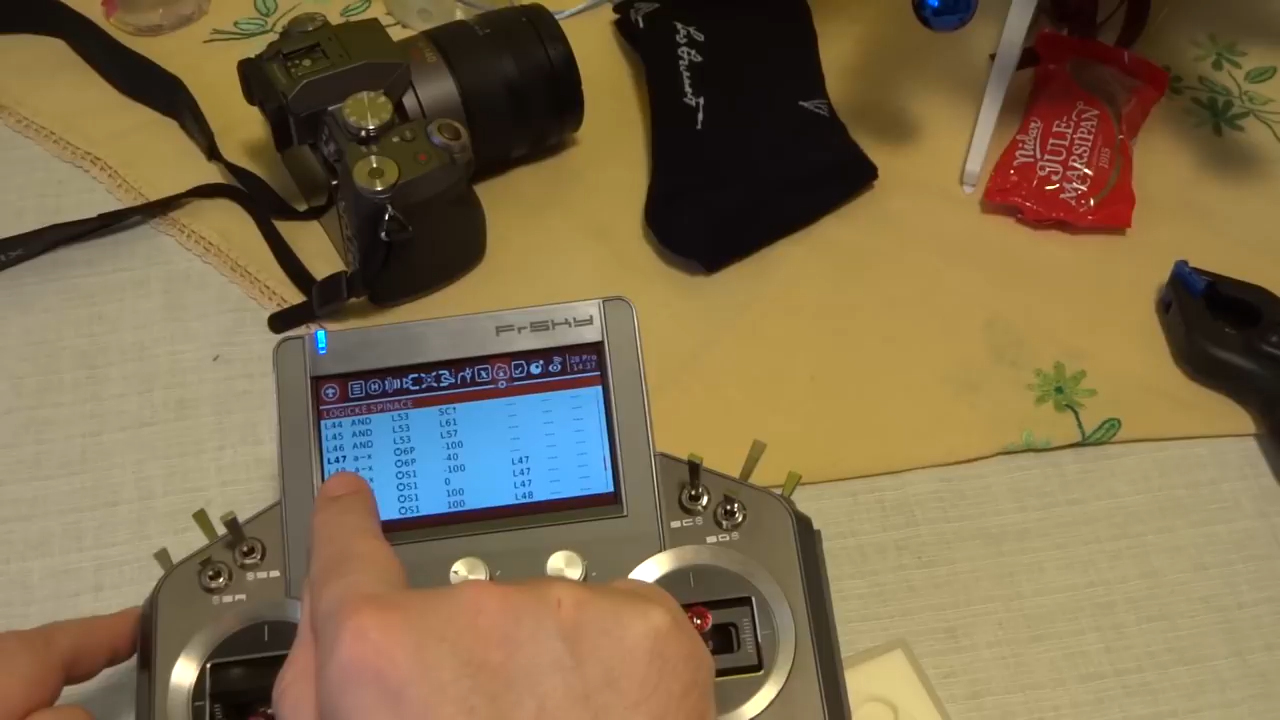 Nidar
JULE-
MARSIPAN
1915
FrSKY
28 Pro
14:37
LOGICKÉ SPÍNAČE
L44 AND L53 SC↑ --- --- ---
L45 AND L53 L61 --- --- ---
L46 AND L53 L57 --- --- ---
L47 a~x 6P -100 --- --- ---
a~x 6P -40 L47 --- ---
S1 -100 L47 --- ---
S1 0 L47 --- ---
S1 100 L48 --- ---
S1 100